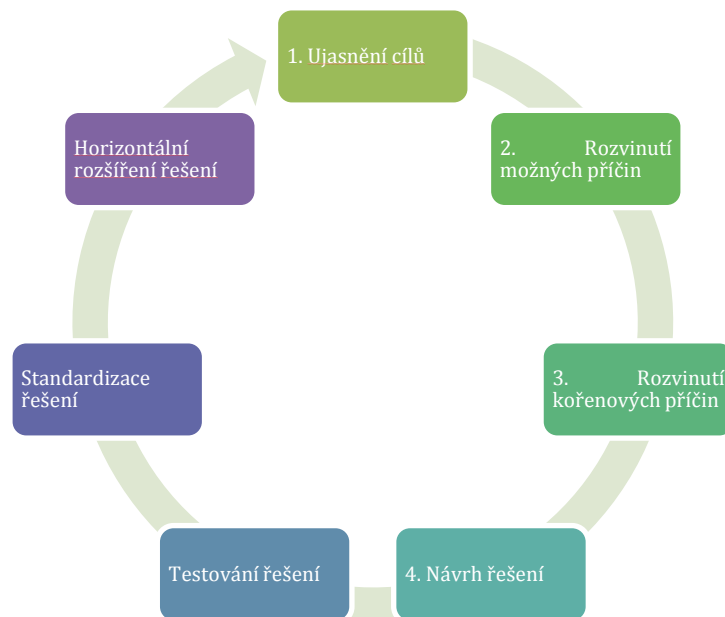 1. Ujasnění cílů
2. Rozvinutí
možných příčin
3. Rozvinutí
kořenových příčin
4. Návrh řešení
Testování řešení
Standardizace
řešení
Horizontální
rozšíření řešení